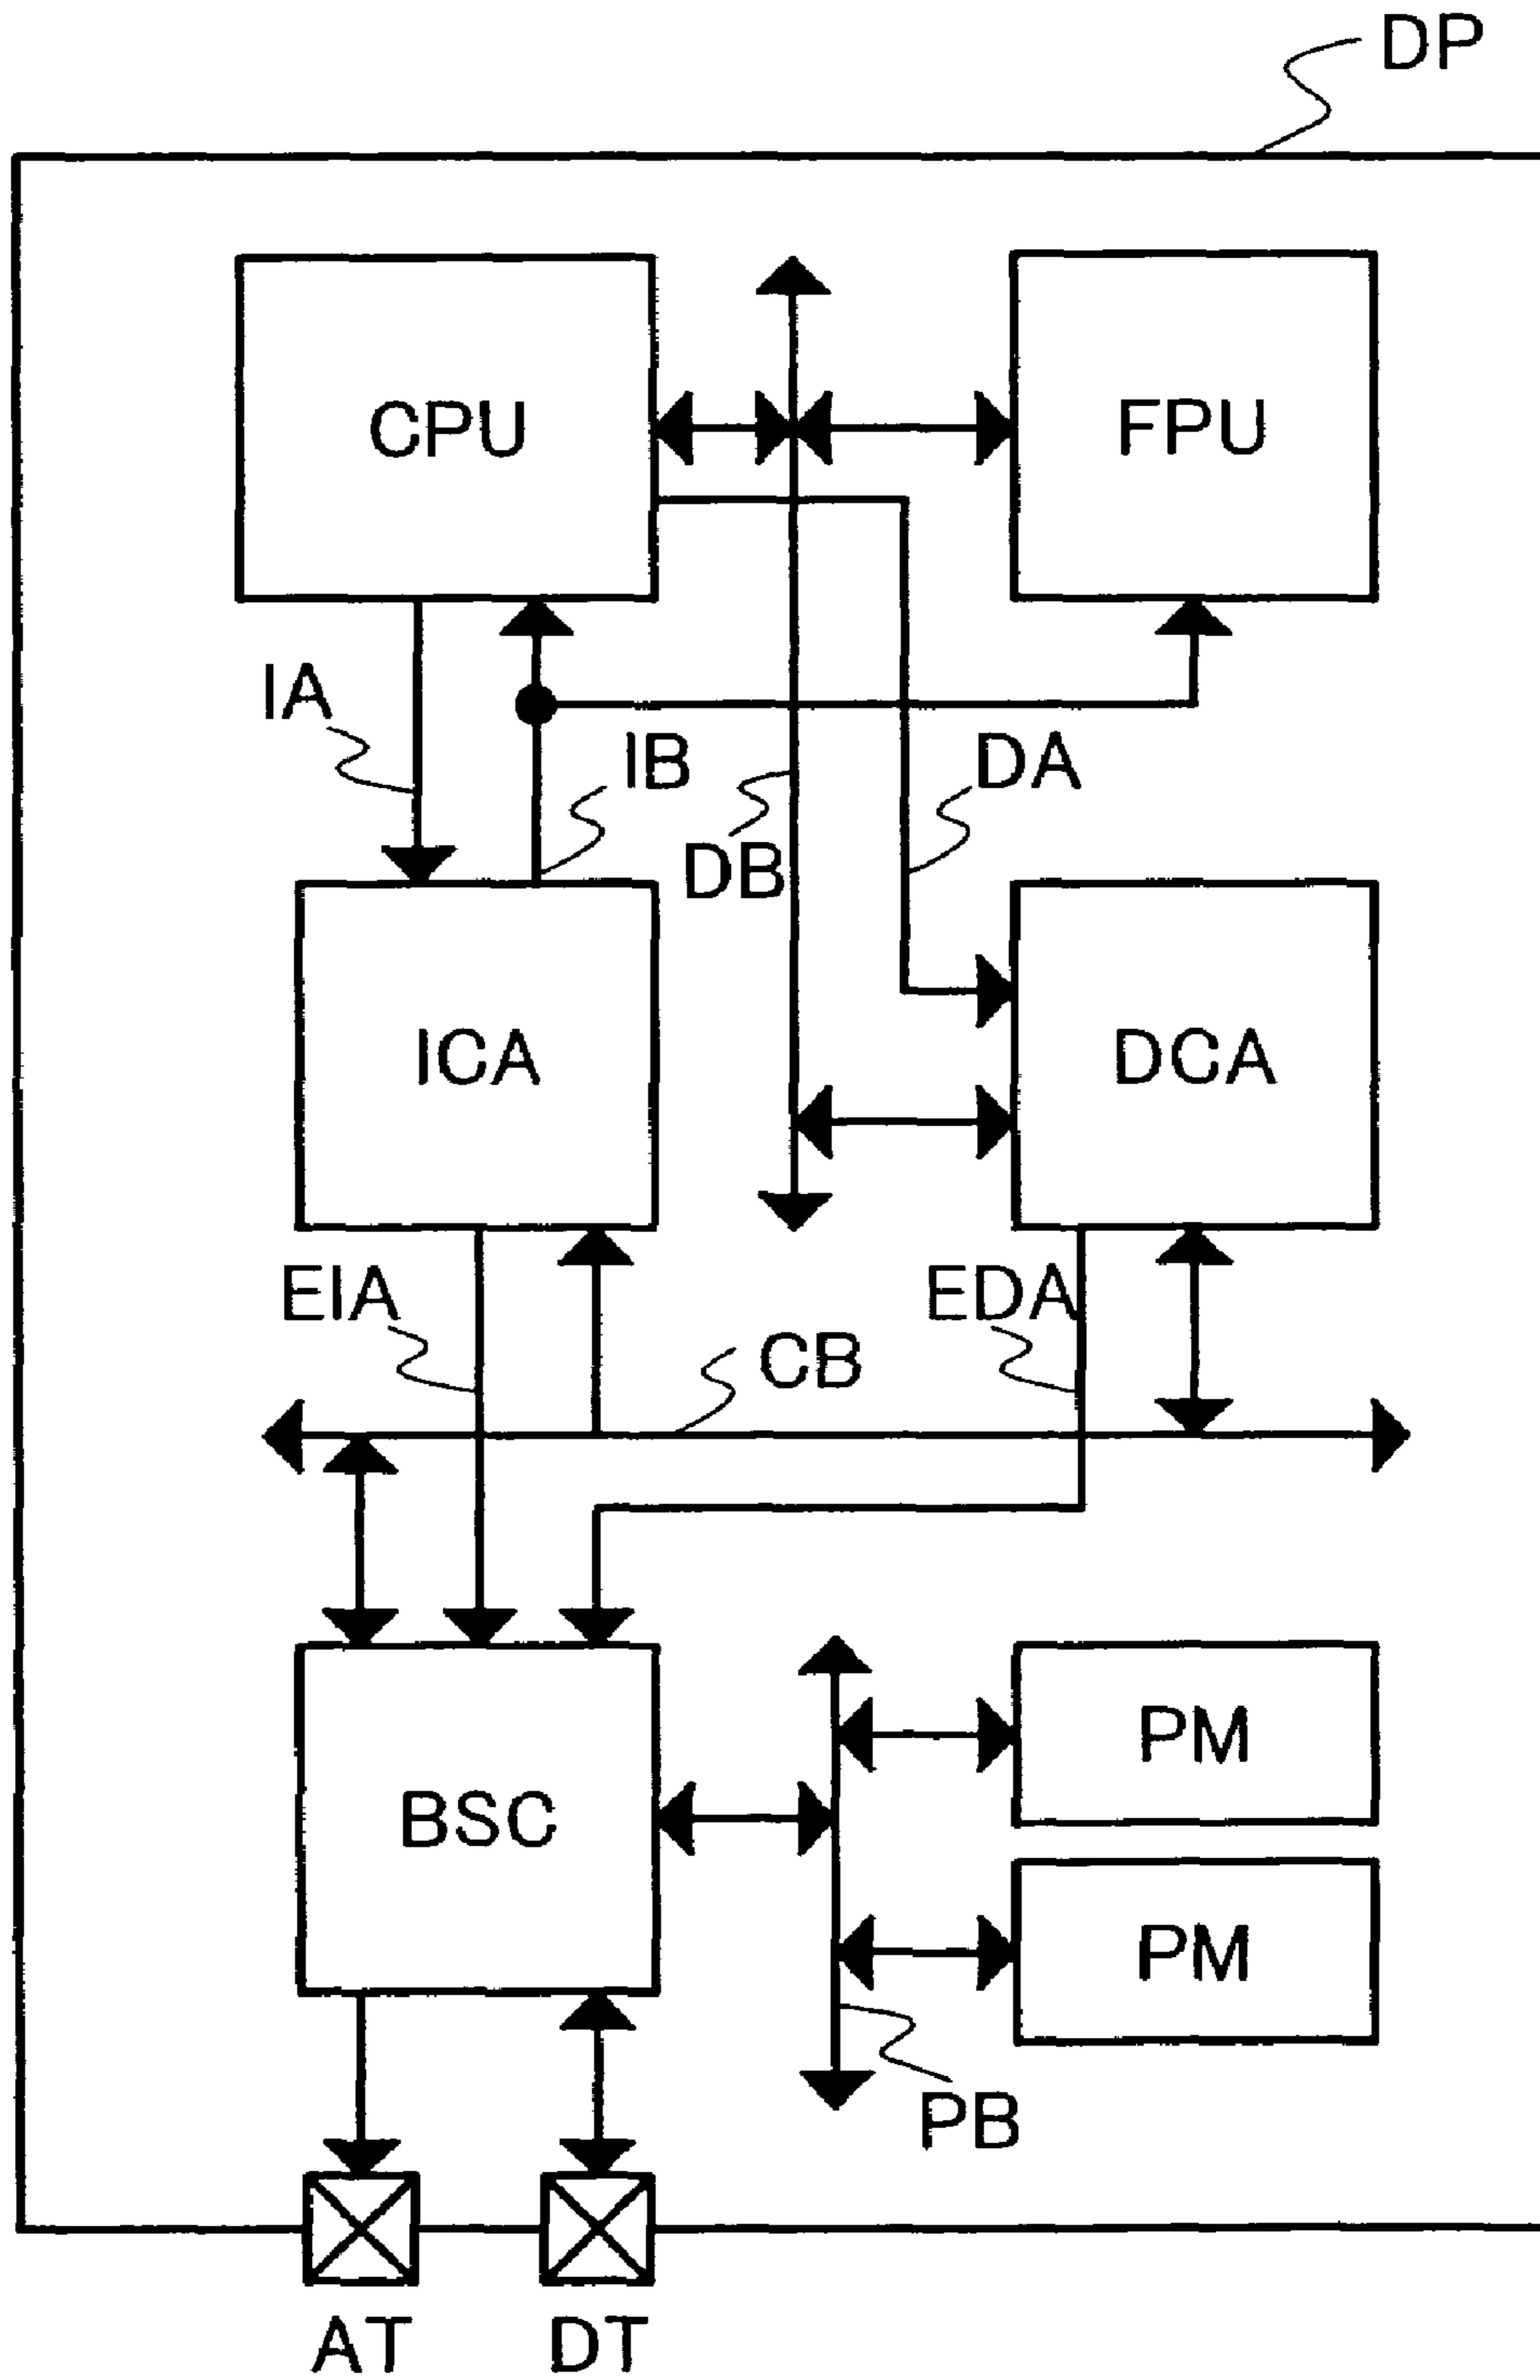 DP
CPU
FPU
IA
IB
DA
DB
ICA
DCA
EIA
EDA
CB
BSC
PM
PM
PB
AT
DT